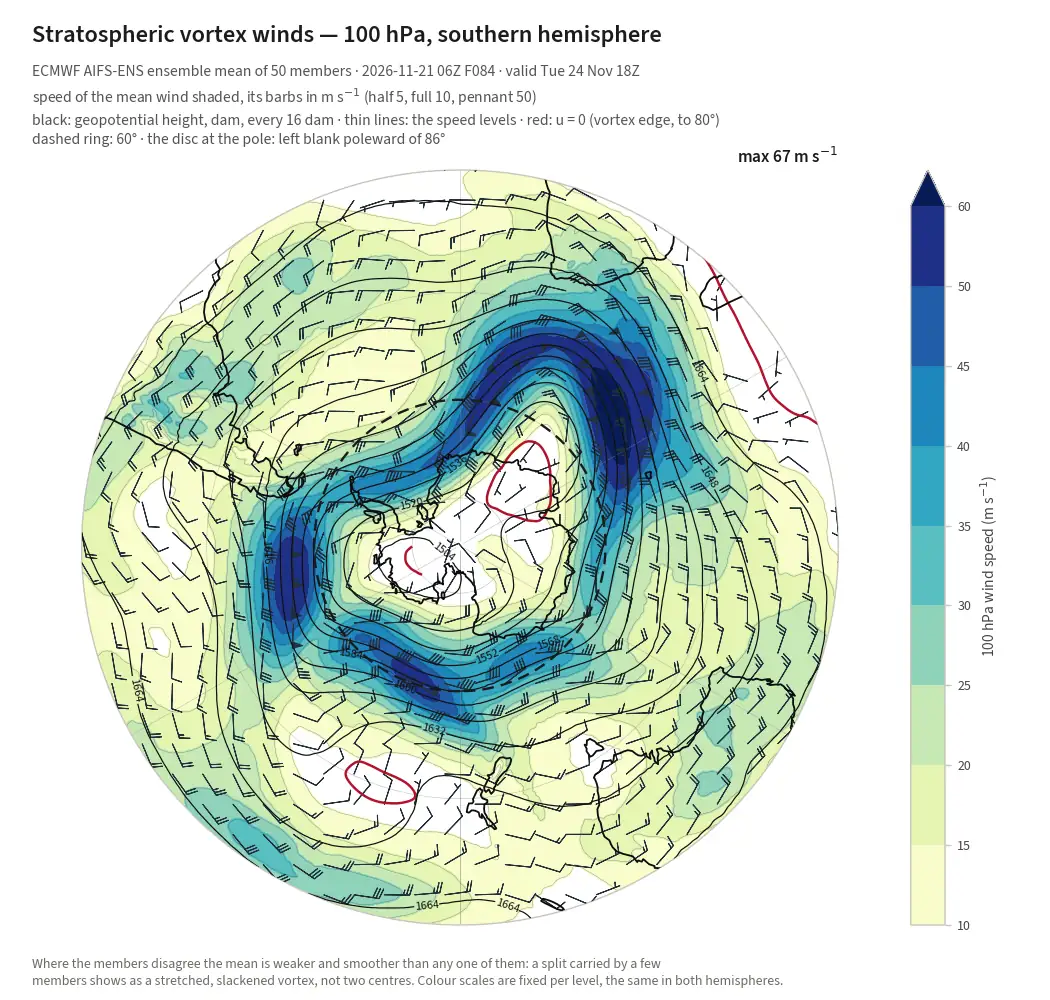 Stratospheric vortex winds — 100 hPa, southern hemisphere
ECMWF AIFS-ENS ensemble mean of 50 members · 2026-11-21 06Z F084 · valid Tue 24 Nov 18Z
speed of the mean wind shaded, its barbs in m s⁻¹ (half 5, full 10, pennant 50)
black: geopotential height, dam, every 16 dam · thin lines: the speed levels · red: u = 0 (vortex edge, to 80°)
dashed ring: 60° · the disc at the pole: left blank poleward of 86°
max 67 m s⁻¹
60
50
45
40
35
30
25
20
15
10
100 hPa wind speed (m s⁻¹)
1664
1648
1536
1520
1504
1568
1552
1584
1600
1632
1664
1664
1664
Where the members disagree the mean is weaker and smoother than any one of them: a split carried by a few
members shows as a stretched, slackened vortex, not two centres. Colour scales are fixed per level, the same in both hemispheres.